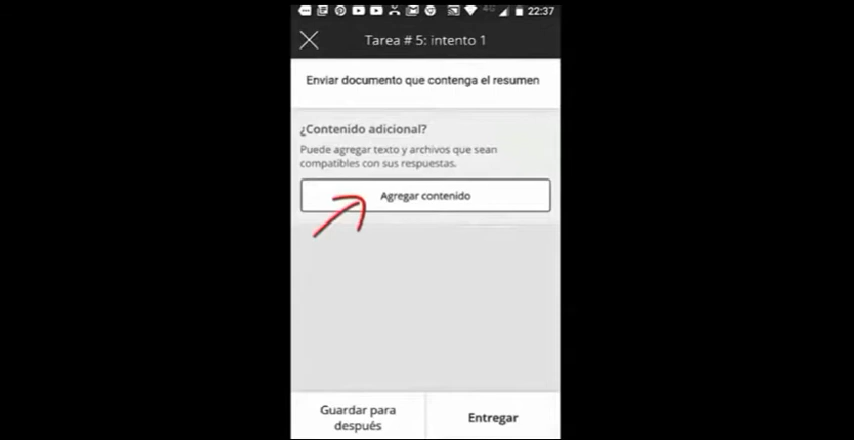 4G 22:37
Tarea # 5: intento 1
Enviar documento que contenga el resumen
¿Contenido adicional?
Puede agregar texto y archivos que sean
compatibles con sus respuestas.
Agregar contenido
Guardar para
después
Entregar